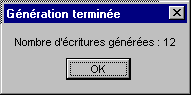 Génération terminée
Nombre d'écritures générées : 12
OK